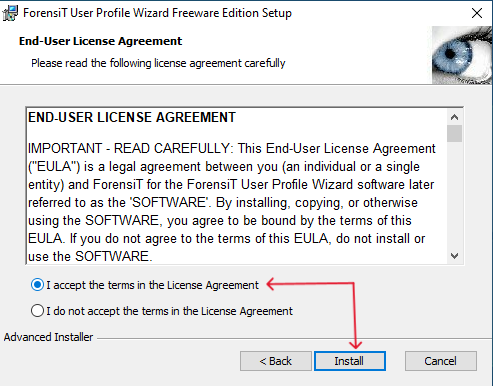 ForensiT User Profile Wizard Freeware Edition Setup
End-User License Agreement
Please read the following license agreement carefully
END-USER LICENSE AGREEMENT
IMPORTANT - READ CAREFULLY: This End-User License Agreement
("EULA") is a legal agreement between you (an individual or a single
entity) and ForensiT for the ForensiT User Profile Wizard software later
referred to as the 'SOFTWARE'. By installing, copying, or otherwise
using the SOFTWARE, you agree to be bound by the terms of this
EULA. If you do not agree to the terms of this EULA, do not install or
use the SOFTWARE.
I accept the terms in the License Agreement
I do not accept the terms in the License Agreement
Advanced Installer
< Back Install Cancel